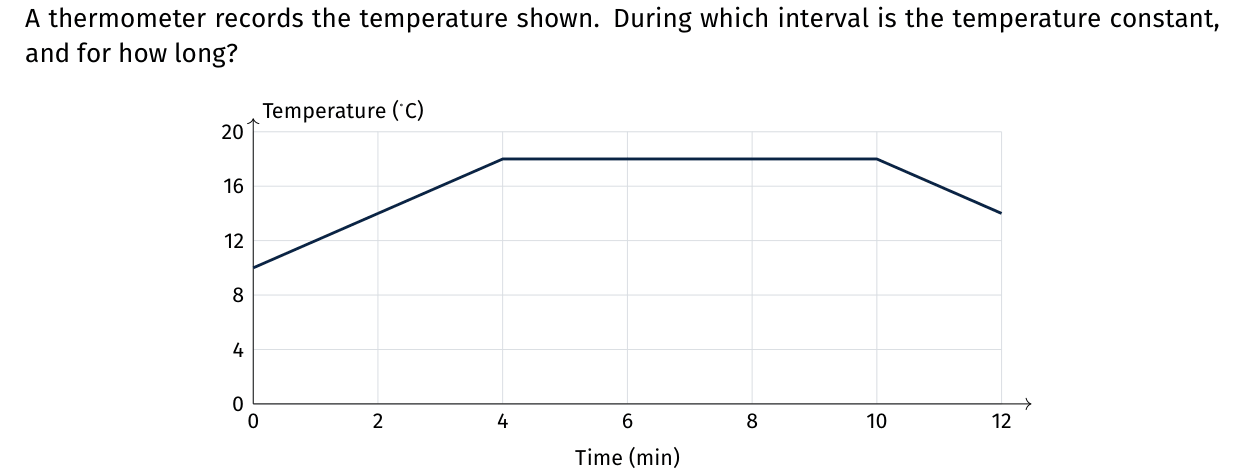 A thermometer records the temperature shown. During which interval is the temperature constant,
and for how long?
Temperature (°C)
20
16
12
8
4
0
0 2 4 6 8 10 12
Time (min)